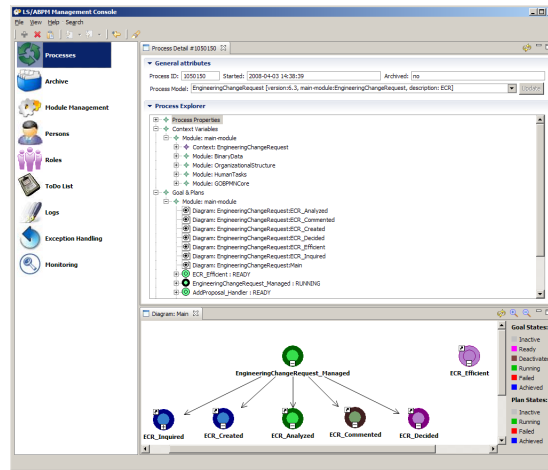 LS/ABPM Management Console
File View Help Search
Processes
Archive
Module Management
Persons
Roles
ToDo List
Logs
Exception Handling
Monitoring
Process Detail #1050150
General attributes
Process ID: 1050150 Started: 2008-04-03 14:38:39 Archived: no
Process Model: EngineeringChangeRequest [version:6.3, main-module:EngineeringChangeRequest, description: ECR] Update
Process Explorer
Process Properties
Context Variables
Module: main-module
Context: EngineeringChangeRequest
Module: BinaryData
Module: OrganizationalStructure
Module: HumanTasks
Module: GOBPMNCore
Goal & Plans
Module: main-module
Diagram: EngineeringChangeRequest:ECR_Analyzed
Diagram: EngineeringChangeRequest:ECR_Commented
Diagram: EngineeringChangeRequest:ECR_Created
Diagram: EngineeringChangeRequest:ECR_Decided
Diagram: EngineeringChangeRequest:ECR_Efficient
Diagram: EngineeringChangeRequest:ECR_Inquired
Diagram: EngineeringChangeRequest:Main
ECR_Efficient : READY
EngineeringChangeRequest_Managed : RUNNING
AddProposal_Handler : READY
Diagram: Main
EngineeringChangeRequest_Managed
ECR_Efficient
ECR_Inquired
ECR_Created
ECR_Analyzed
ECR_Commented
ECR_Decided
Goal States:
Inactive
Ready
Deactivated
Running
Failed
Achieved
Plan States:
Inactive
Running
Failed
Achieved